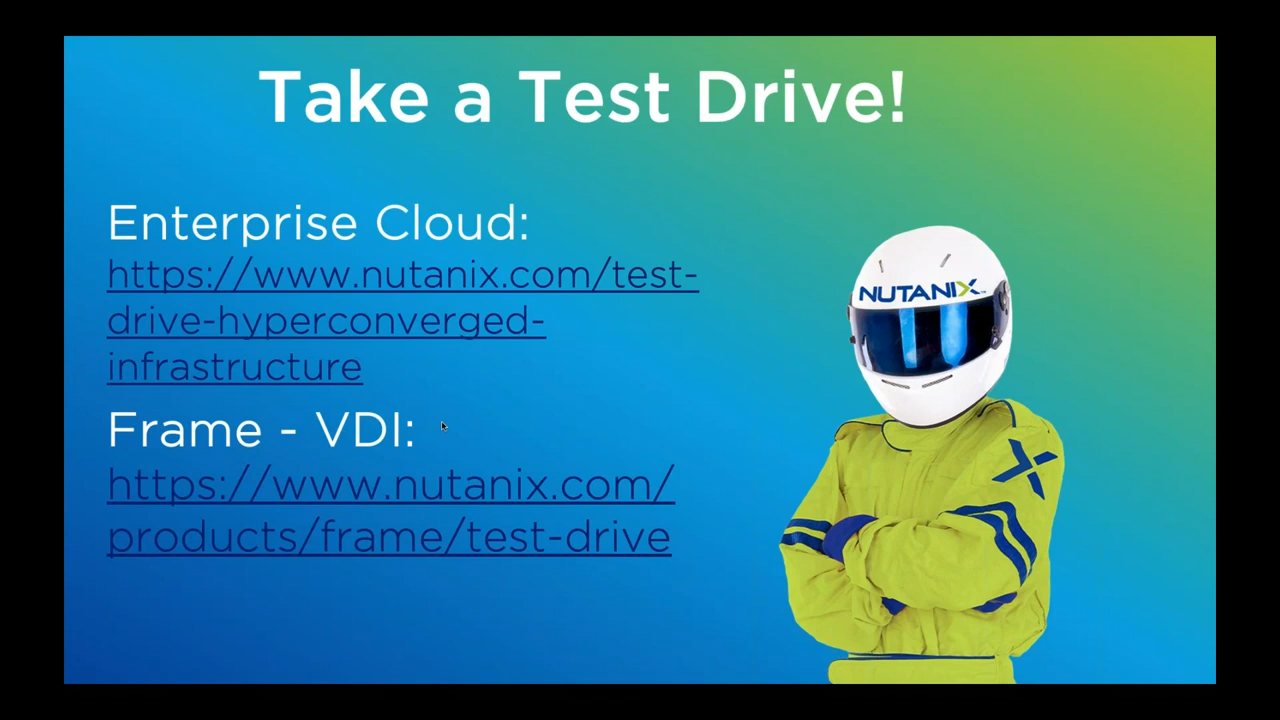 Take a Test Drive!
Enterprise Cloud:
https://www.nutanix.com/test-
drive-hyperconverged-
infrastructure
Frame - VDI:
https://www.nutanix.com/
products/frame/test-drive
NUTANIX™